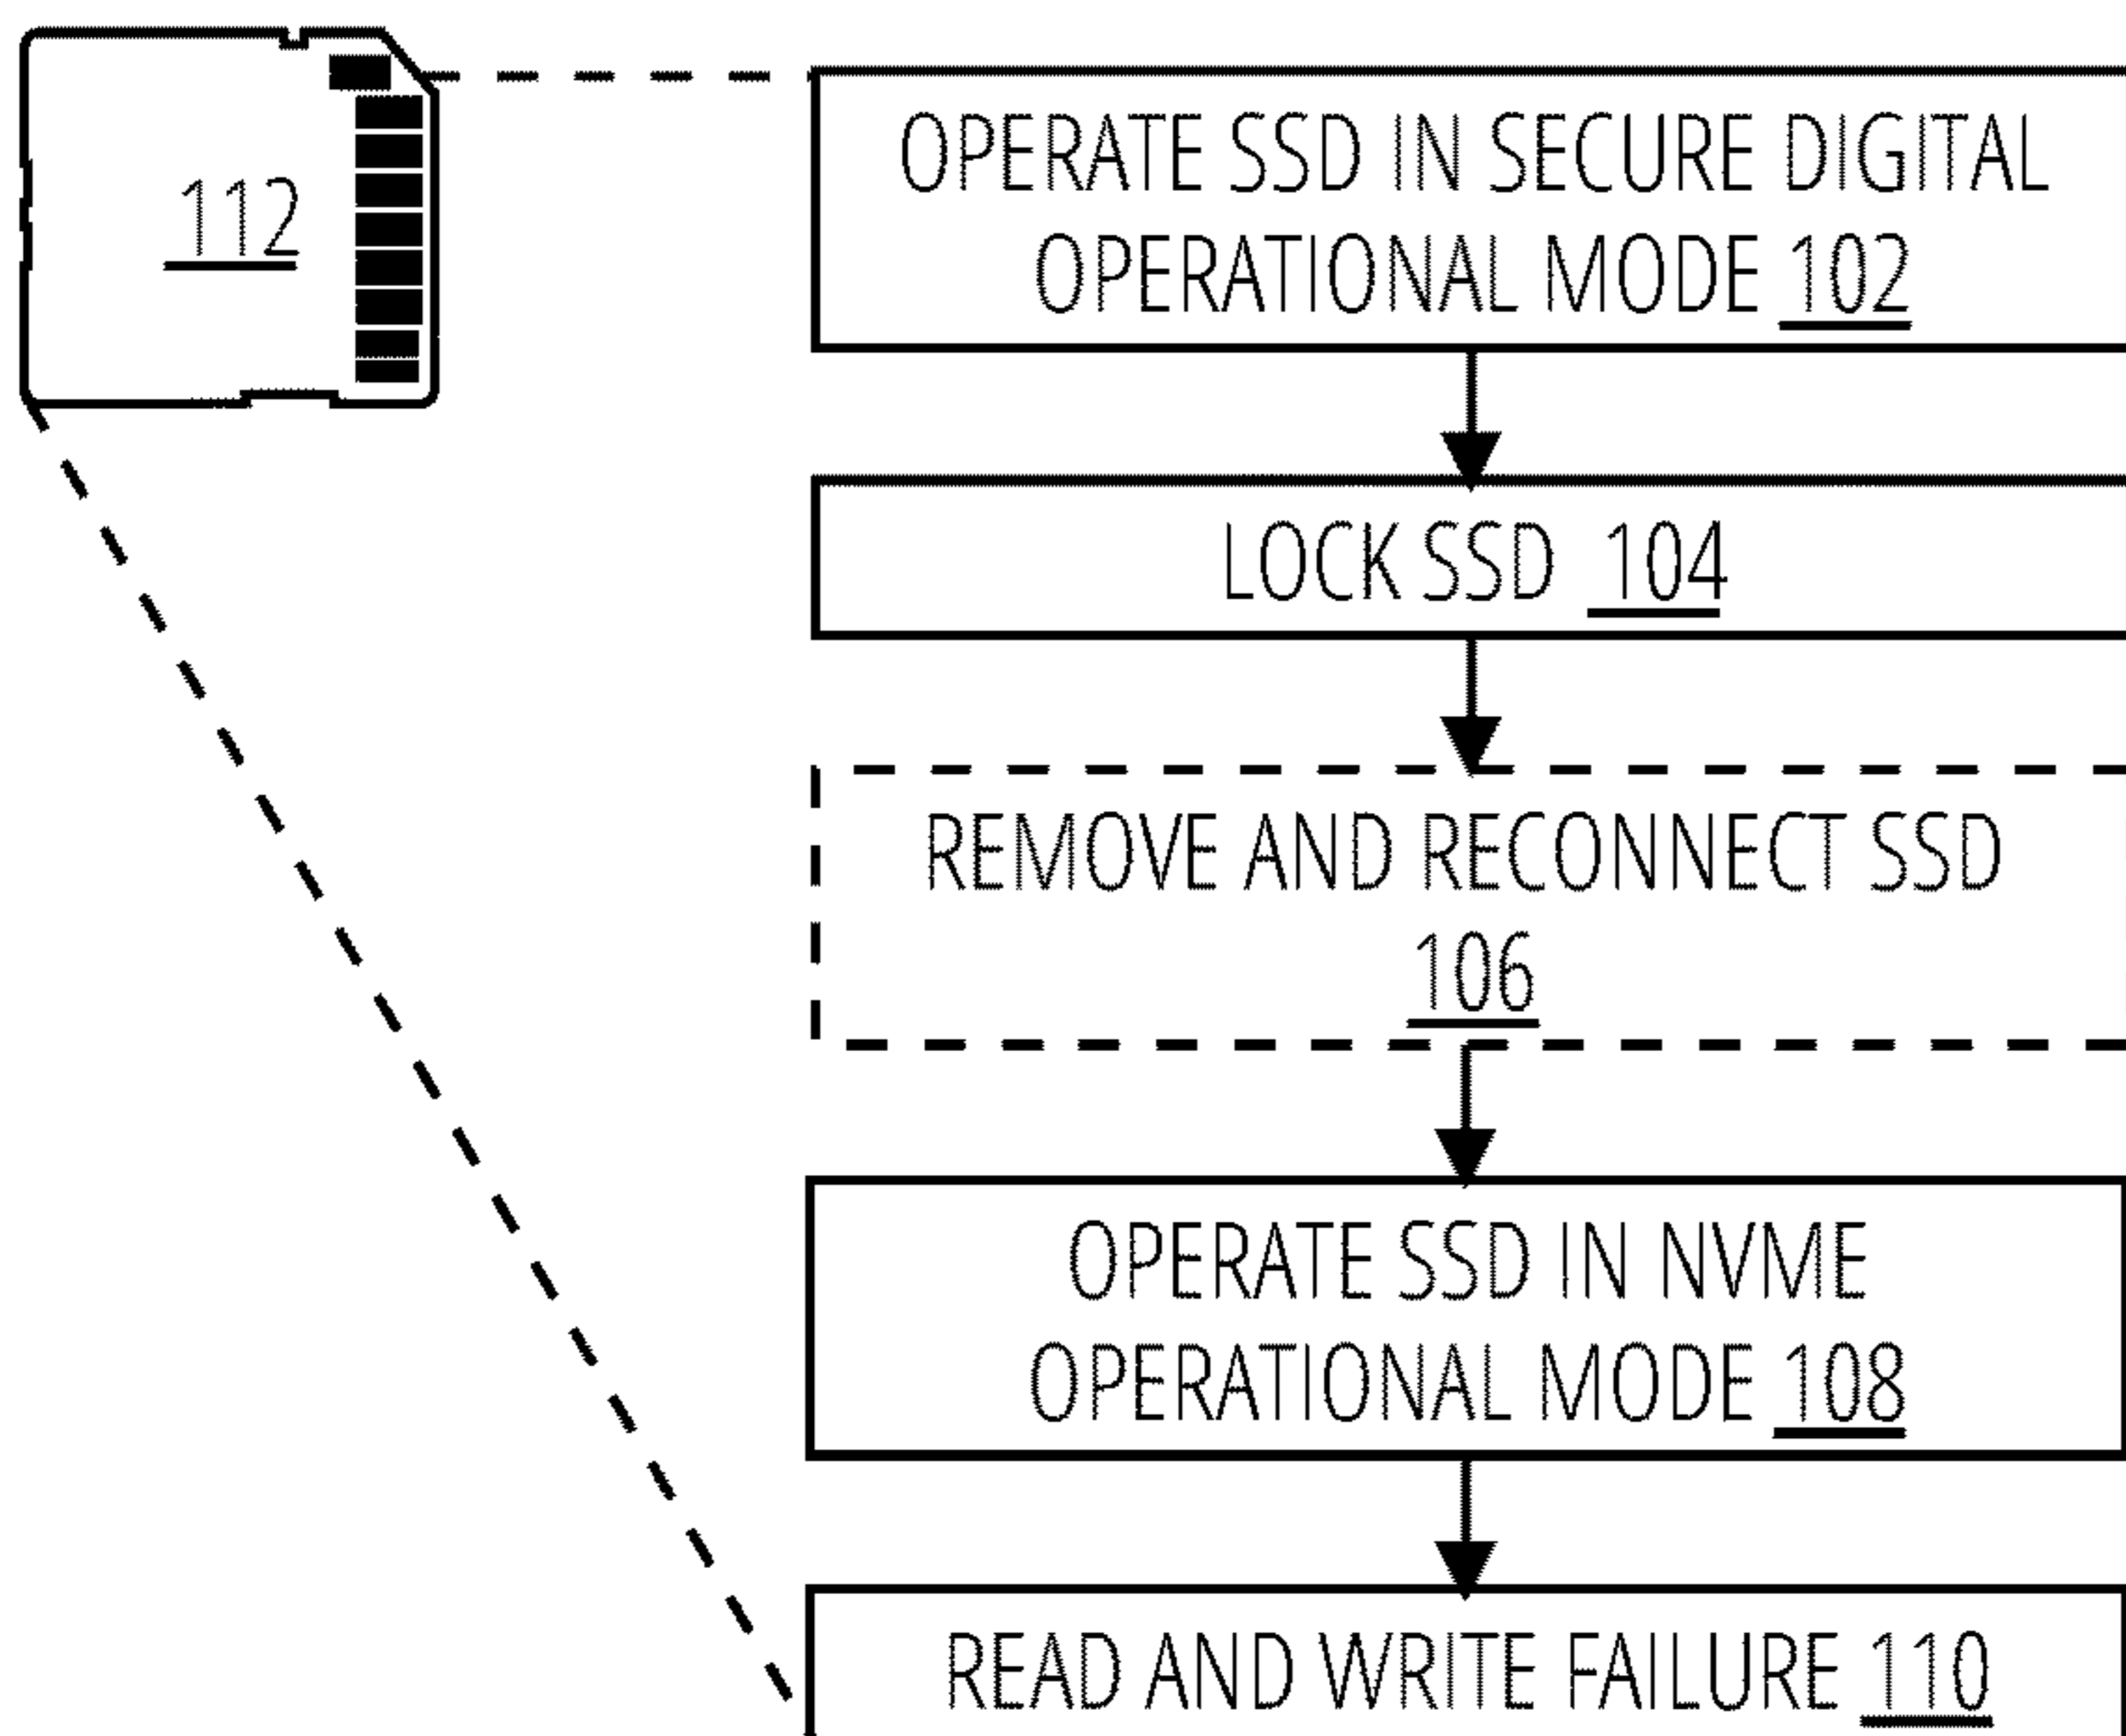 112
OPERATE SSD IN SECURE DIGITAL
OPERATIONAL MODE 102
LOCK SSD 104
REMOVE AND RECONNECT SSD
106
OPERATE SSD IN NVME
OPERATIONAL MODE 108
READ AND WRITE FAILURE 110